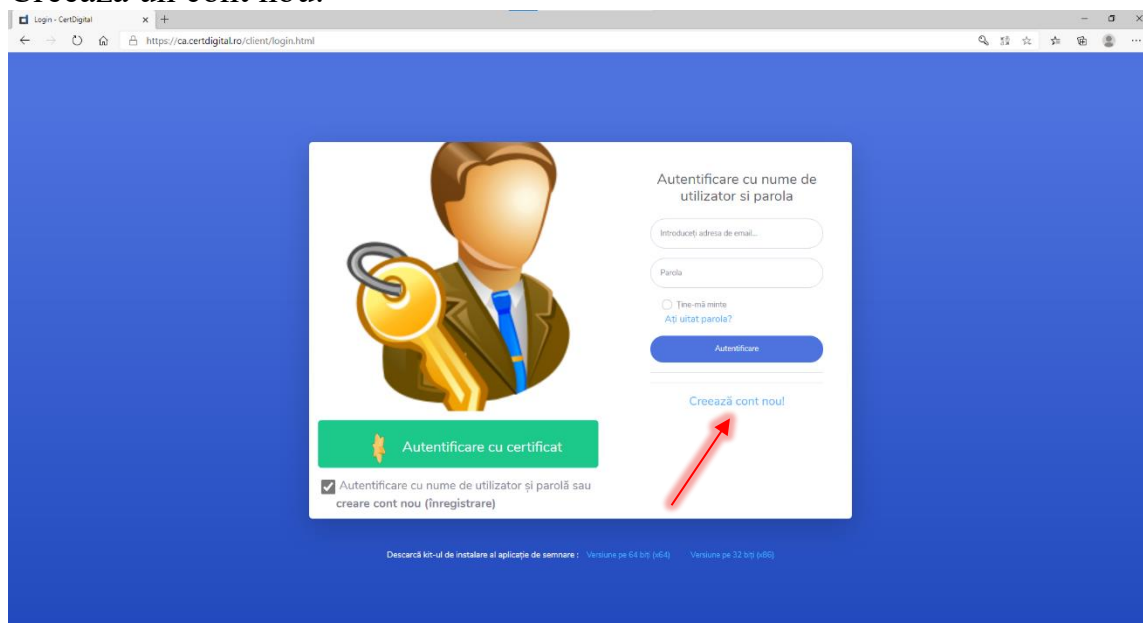 Creează un cont nou.
Login - CertDigital
https://ca.certdigital.ro/client/login.html
Autentificare cu nume de
utilizator si parola
Introduceți adresa de email...
Parola
Ține-mă minte
Ați uitat parola?
Autentificare
Creează cont nou!
Autentificare cu certificat
Autentificare cu nume de utilizator și parolă sau
creare cont nou (înregistrare)
Descarcă kit-ul de instalare al aplicație de semnare : Versiune pe 64 biți (x64) Versiune pe 32 biți (x86)